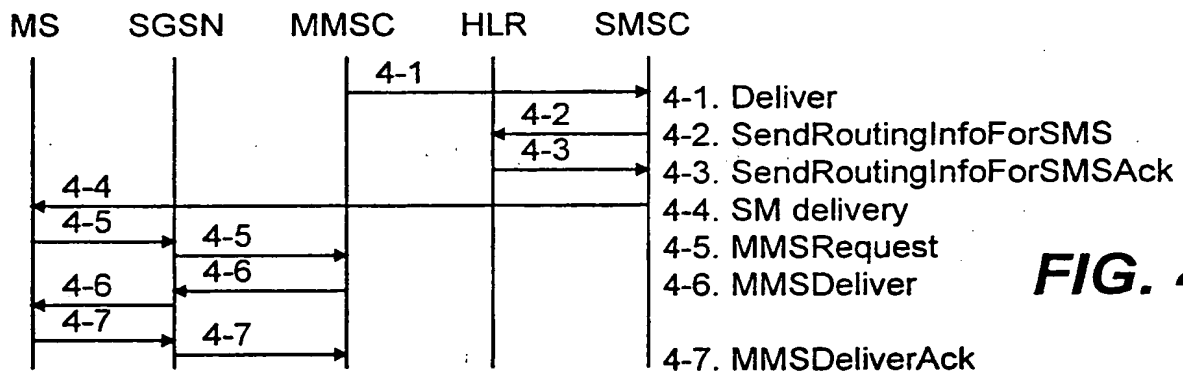 MS SGSN MMSC HLR SMSC
4-1
4-1. Deliver
4-2
4-2. SendRoutingInfoForSMS
4-3
4-3. SendRoutingInfoForSMSAck
4-4
4-4. SM delivery
4-5
4-5
4-5. MMSRequest
4-6
4-6
4-6. MMSDeliver
FIG. 4
4-7
4-7
4-7. MMSDeliverAck